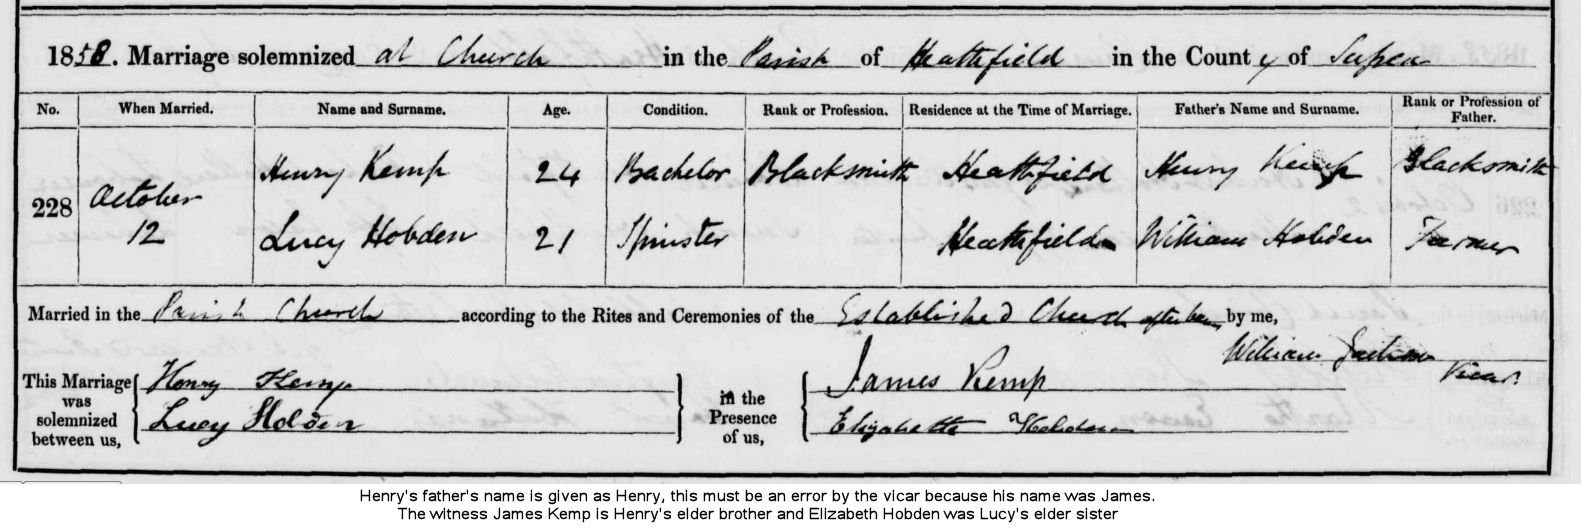 1858. Marriage solemnized at Church in the Parish of Heathfield in the County of Sussex
No. When Married. Name and Surname. Age. Condition. Rank or Profession. Residence at the Time of Marriage. Father's Name and Surname. Rank or Profession of Father.
228 October 12
Henry Kemp 24 Bachelor Blacksmith Heathfield Henry Kemp Blacksmith
Lucy Hobden 21 Spinster Heathfield William Hobden Farmer
Married in the Parish Church according to the Rites and Ceremonies of the Established Church after by me,
William Vicar
This Marriage was solemnized between us,
Henry Kemp
Lucy Hobden
in the Presence of us,
James Kemp
Elizabeth Hobden
Henry's father's name is given as Henry, this must be an error by the vicar because his name was James.
The witness James Kemp is Henry's elder brother and Elizabeth Hobden was Lucy's elder sister